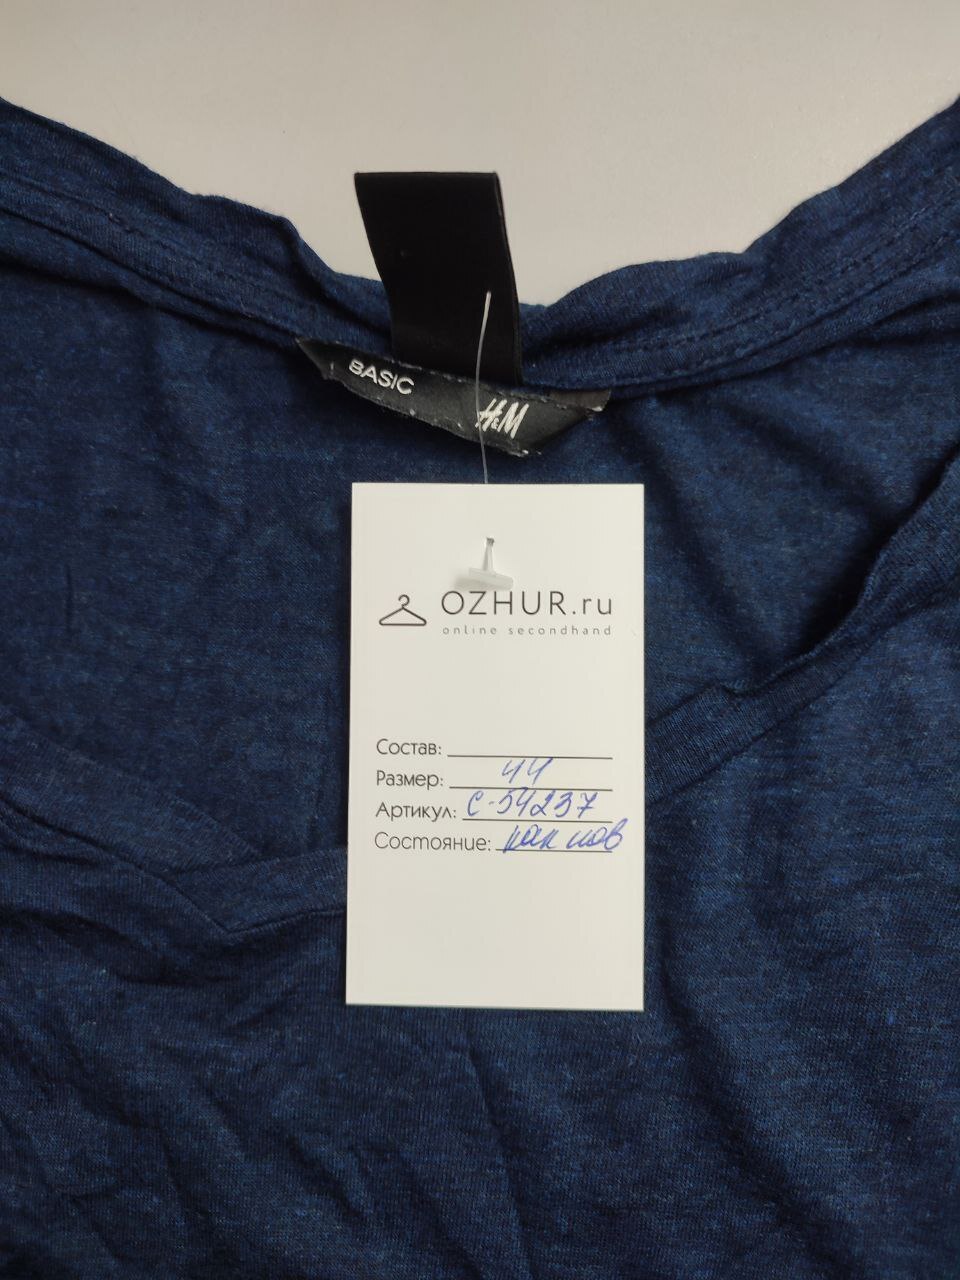 BASIC
H&M
OZHUR.ru
online secondhand
Состав:
Размер: 44
Артикул: С-54237
Состояние: как нов